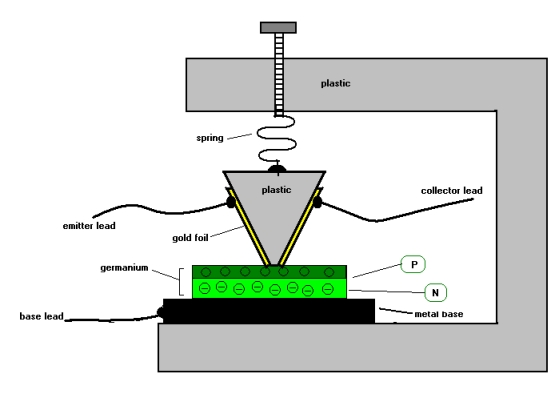 plastic
spring
plastic
collector lead
emitter lead
gold foil
germanium
P
N
base lead
metal base